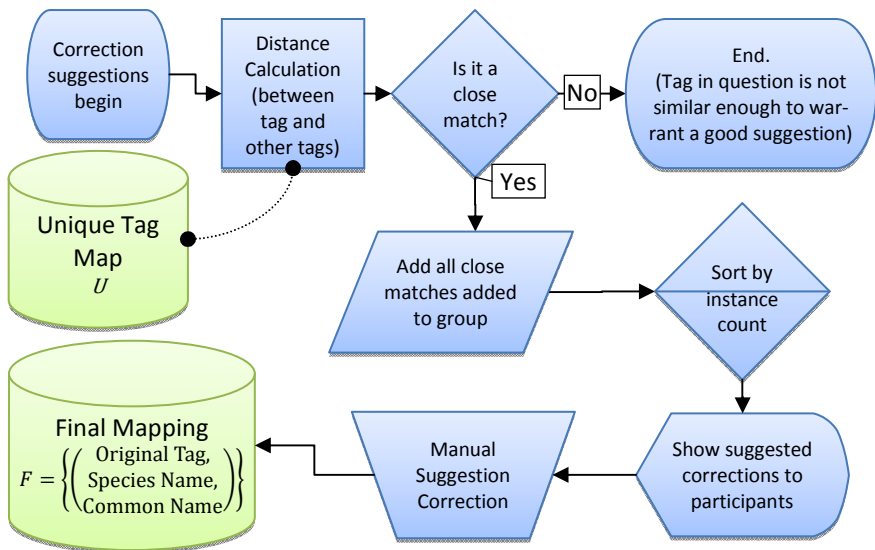 Correction
suggestions
begin
Distance
Calculation
(between
tag and
other tags)
Is it a
close
match?
No
End.
(Tag in question is not
similar enough to war-
rant a good suggestion)
Yes
Unique Tag
Map
U
Add all close
matches added
to group
Sort by
instance
count
Final Mapping
Original Tag,
F = {( Species Name, )}
Common Name
Manual
Suggestion
Correction
Show suggested
corrections to
participants